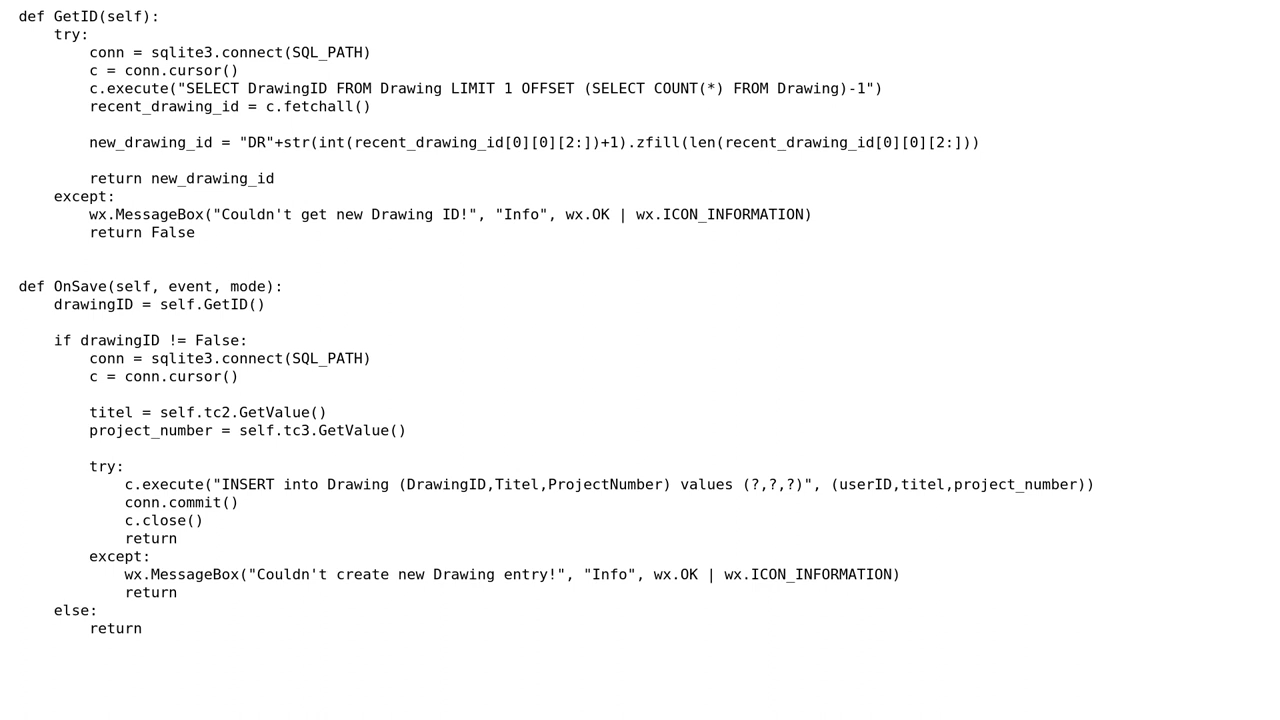 def GetID(self):
    try:
        conn = sqlite3.connect(SQL_PATH)
        c = conn.cursor()
        c.execute("SELECT DrawingID FROM Drawing LIMIT 1 OFFSET (SELECT COUNT(*) FROM Drawing)-1")
        recent_drawing_id = c.fetchall()

        new_drawing_id = "DR"+str(int(recent_drawing_id[0][0][2:])+1).zfill(len(recent_drawing_id[0][0][2:]))

        return new_drawing_id
    except:
        wx.MessageBox("Couldn't get new Drawing ID!", "Info", wx.OK | wx.ICON_INFORMATION)
        return False


def OnSave(self, event, mode):
    drawingID = self.GetID()

    if drawingID != False:
        conn = sqlite3.connect(SQL_PATH)
        c = conn.cursor()

        titel = self.tc2.GetValue()
        project_number = self.tc3.GetValue()

        try:
            c.execute("INSERT into Drawing (DrawingID,Titel,ProjectNumber) values (?,?,?)", (userID,titel,project_number))
            conn.commit()
            c.close()
            return
        except:
            wx.MessageBox("Couldn't create new Drawing entry!", "Info", wx.OK | wx.ICON_INFORMATION)
            return
    else:
        return